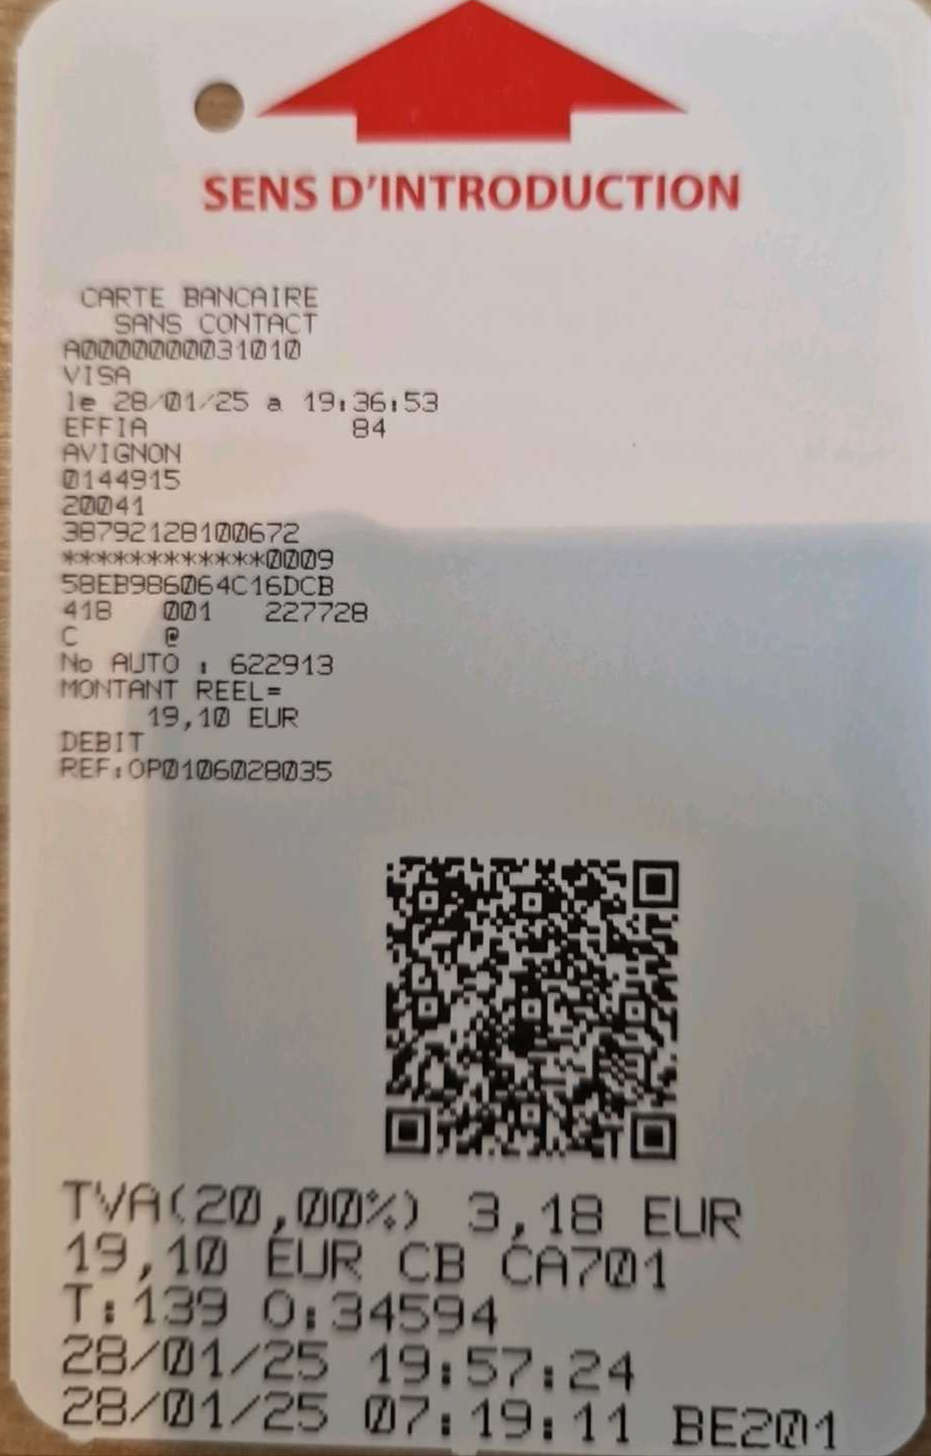 SENS D'INTRODUCTION
CARTE BANCAIRE
SANS CONTACT
A0000000031010
VISA
le 28/01/25 a 19:36:53
EFFIA 84
AVIGNON
0144915
20041
38792128100672
************0009
58EB986064C16DCB
418 001 227728
C @
No AUTO : 622913
MONTANT REEL=
19,10 EUR
DEBIT
REF:OP0106028035
TVA(20,00%) 3,18 EUR
19,10 EUR CB CA701
T:139 O:34594
28/01/25 19:57:24
28/01/25 07:19:11 BE201